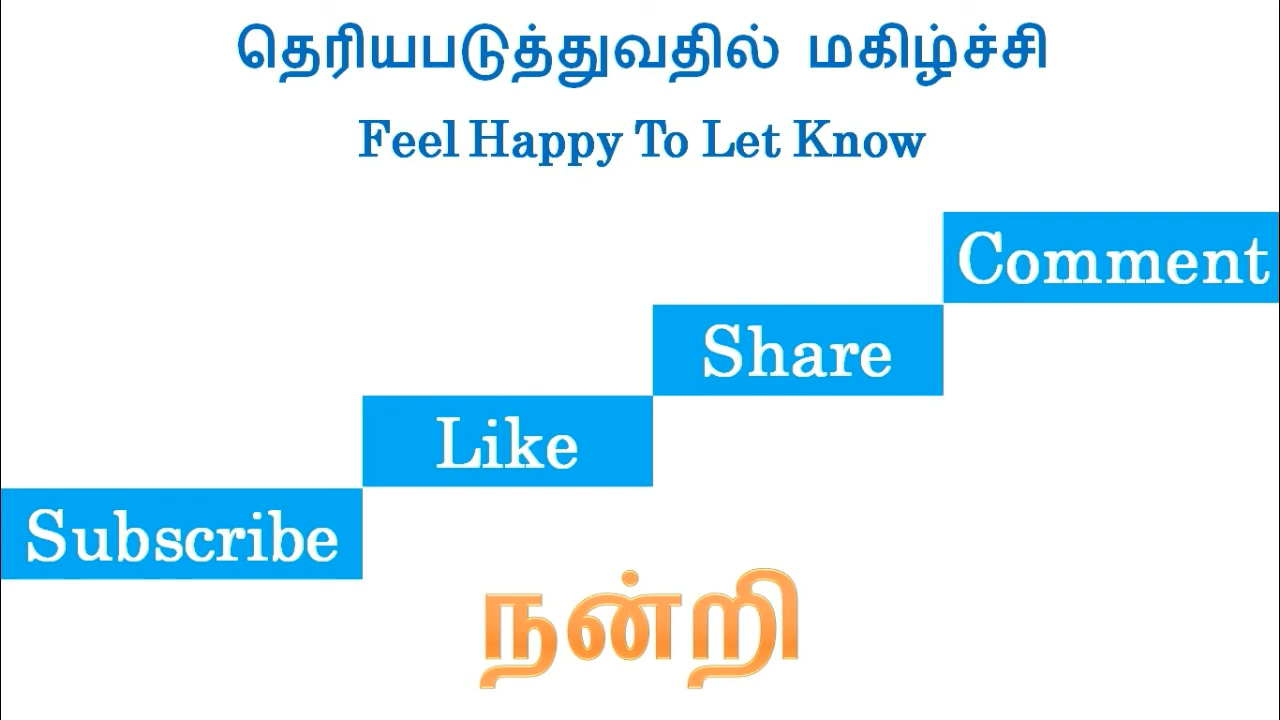 தெரியபடுத்துவதில் மகிழ்ச்சி
Feel Happy To Let Know
Comment
Share
Like
Subscribe
நன்றி